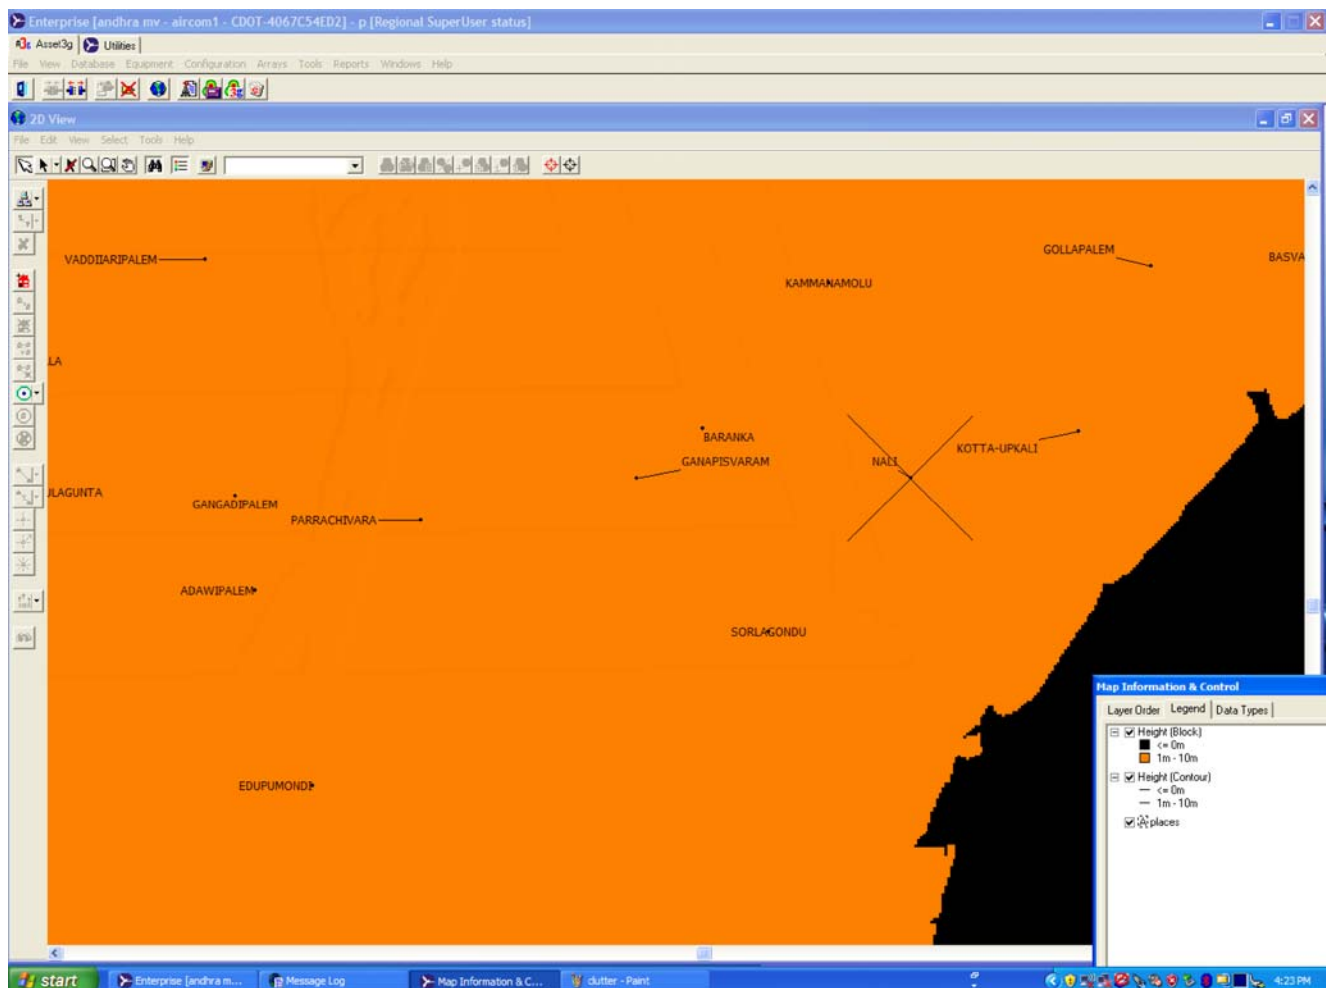 Enterprise [andhra mv - aircom1 - CDOT-4067C54ED2] - p [Regional SuperUser status]
Asset3g Utilities
File View Database Equipment Configuration Arrays Tools Reports Windows Help
2D View
File Edit View Select Tools Help
VADDIIARIPALEM
GOLLAPALEM
BASVA
KAMMANAMOLU
LA
BARANKA
KOTTA-UPKALI
GANAPISVARAM
NALI
JLAGUNTA
GANGADIPALEM
PARRACHIVARA
ADAWIPALEM
SORLAGONDU
Map Information & Control
Layer Order Legend Data Types
Height (Block)
<= 0m
1m - 10m
Height (Contour)
<= 0m
1m - 10m
places
EDUPUMONDI
start Enterprise [andhra m... Message Log Map Information & C... clutter - Paint 4:23 PM